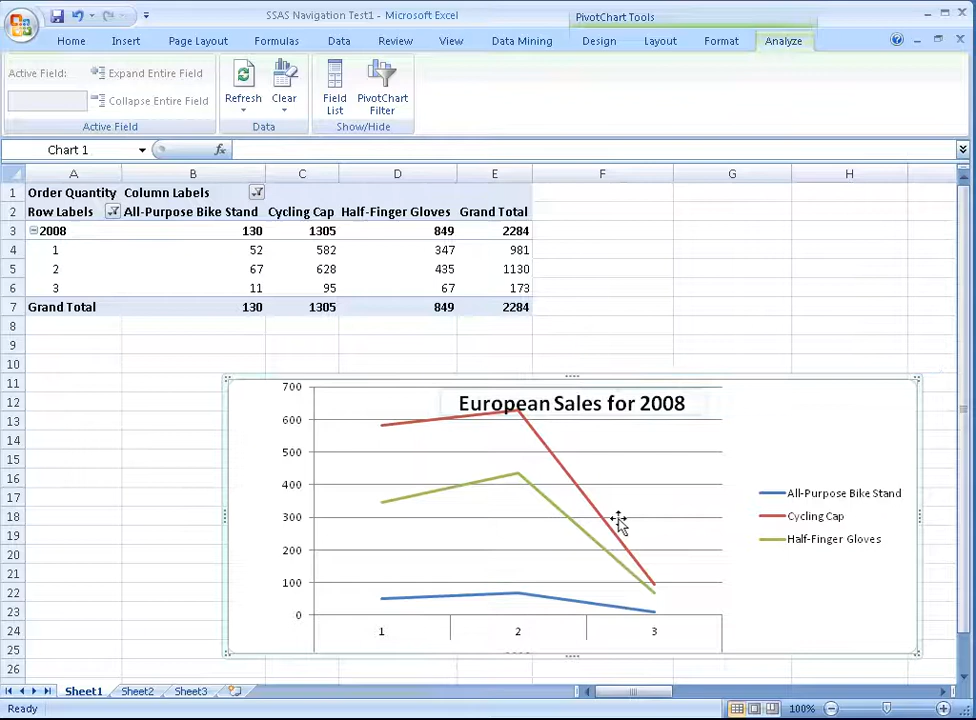 SSAS Navigation Test1 - Microsoft Excel
PivotChart Tools
Home Insert Page Layout Formulas Data Review View Data Mining Design Layout Format Analyze
Active Field: Expand Entire Field
Collapse Entire Field
Refresh Clear Field List PivotChart Filter
Active Field Data Show/Hide
Chart 1 fx
A B C D E F G H
1 Order Quantity Column Labels
2 Row Labels All-Purpose Bike Stand Cycling Cap Half-Finger Gloves Grand Total
3 2008 130 1305 849 2284
4 1 52 582 347 981
5 2 67 628 435 1130
6 3 11 95 67 173
7 Grand Total 130 1305 849 2284
8
9
10
11
12
13
14
15
16
17
18
19
20
21
22
23
24
25
26
European Sales for 2008
700
600
500
400
300
200
100
0
1 2 3
All-Purpose Bike Stand
Cycling Cap
Half-Finger Gloves
Sheet1 Sheet2 Sheet3
Ready 100%